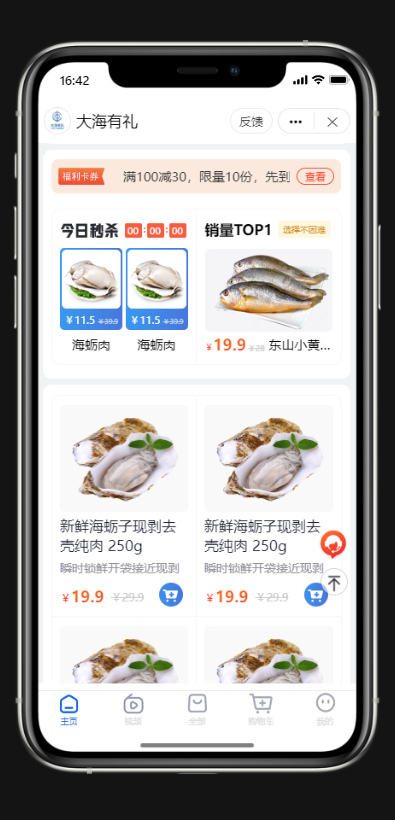 16:42
大海有礼
反馈
福利卡券
满100减30，限量10份，先到
查看
今日秒杀 00:00:00
销量TOP1
选择不困难
¥11.5 ¥39.9
¥11.5 ¥39.9
海蛎肉
海蛎肉
¥19.9 ¥28
东山小黄...
新鲜海蛎子现剥去
壳纯肉 250g
瞬时锁鲜开袋接近现剥
¥19.9 ¥29.9
新鲜海蛎子现剥去
壳纯肉 250g
瞬时锁鲜开袋接近现剥
¥19.9 ¥29.9
主页
视频
全部
购物车
我的